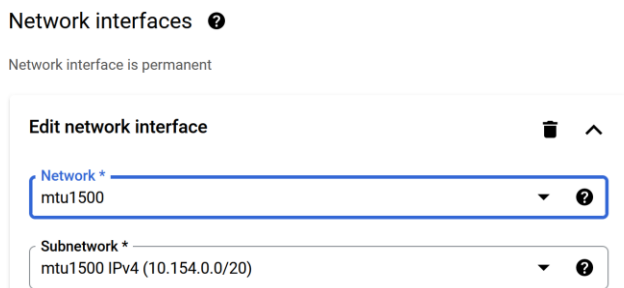 Network interfaces
Network interface is permanent
Edit network interface
Network *
mtu1500
Subnetwork *
mtu1500 IPv4 (10.154.0.0/20)